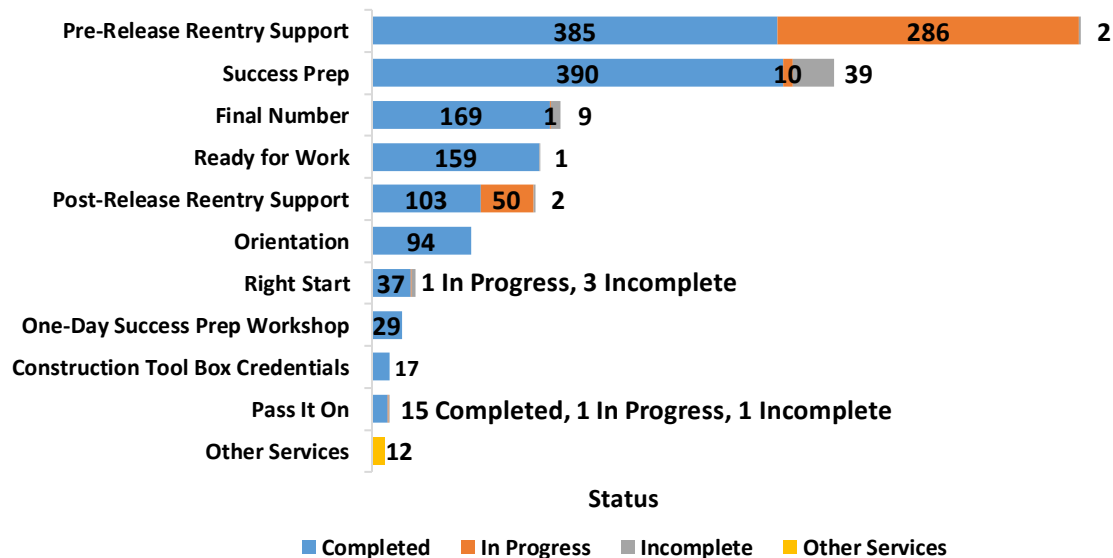 Pre-Release Reentry Support 385 286 2
Success Prep 390 10 39
Final Number 169 1 9
Ready for Work 159 1
Post-Release Reentry Support 103 50 2
Orientation 94
Right Start 37 1 In Progress, 3 Incomplete
One-Day Success Prep Workshop 29
Construction Tool Box Credentials 17
Pass It On 15 Completed, 1 In Progress, 1 Incomplete
Other Services 12
Status
Completed In Progress Incomplete Other Services